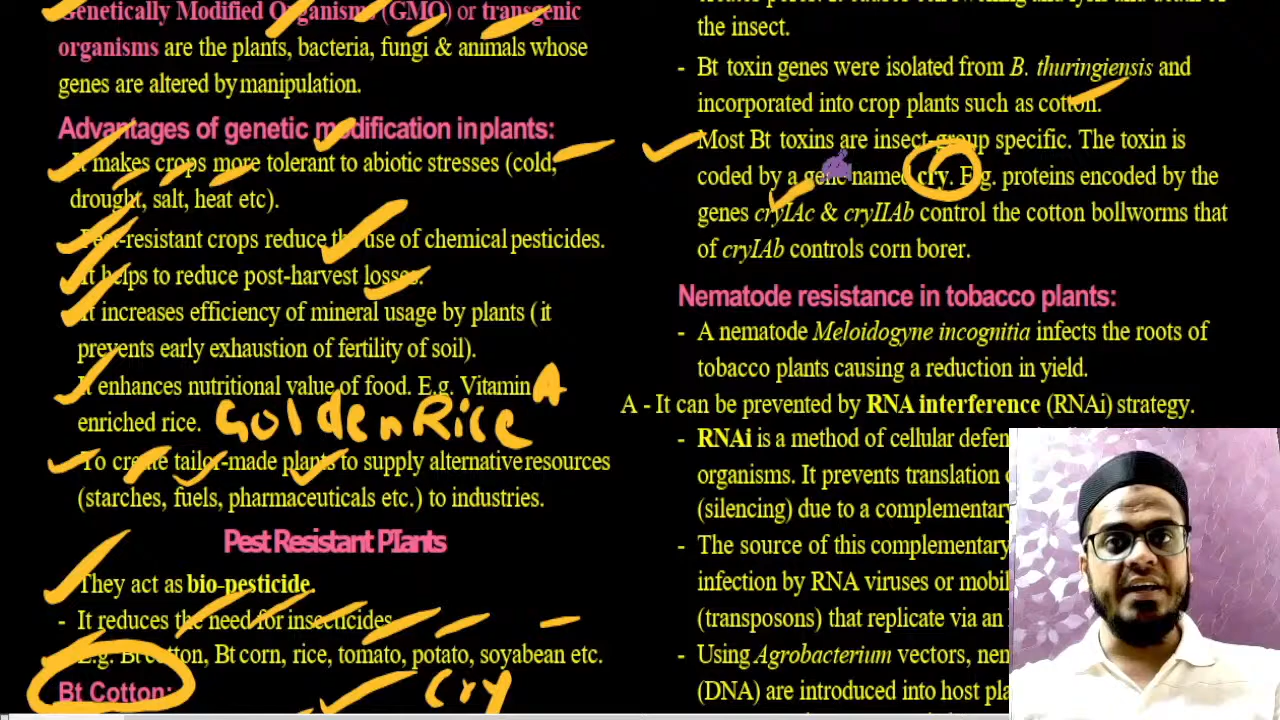 Genetically Modified Organisms (GMO) or transgenic
organisms are the plants, bacteria, fungi & animals whose
genes are altered by manipulation.
Advantages of genetic modification in plants:
It makes crops more tolerant to abiotic stresses (cold,
drought, salt, heat etc).
Pest-resistant crops reduce the use of chemical pesticides.
It helps to reduce post-harvest losses.
It increases efficiency of mineral usage by plants (it
prevents early exhaustion of fertility of soil).
It enhances nutritional value of food. E.g. Vitamin A
enriched rice. Golden Rice
To create tailor-made plants to supply alternative resources
(starches, fuels, pharmaceuticals etc.) to industries.
Pest Resistant PIants
They act as bio-pesticide.
- It reduces the need for insecticides
E.g. Bt cotton, Bt corn, rice, tomato, potato, soyabean etc.
Bt Cotton: Cry
the insect.
- Bt toxin genes were isolated from B. thuringiensis and
incorporated into crop plants such as cotton.
Most Bt toxins are insect-group specific. The toxin is
coded by a gene named cry. E.g. proteins encoded by the
genes cryIAc & cryIIAb control the cotton bollworms that
of cryIAb controls corn borer.
Nematode resistance in tobacco plants:
- A nematode Meloidogyne incognitia infects the roots of
tobacco plants causing a reduction in yield.
A - It can be prevented by RNA interference (RNAi) strategy.
- RNAi is a method of cellular
organisms. It prevents translation
(silencing) due to a complementary
- The source of this complementary
infection by RNA viruses or
(transposons) that replicate via an
- Using Agrobacterium vectors,
(DNA) are introduced into host